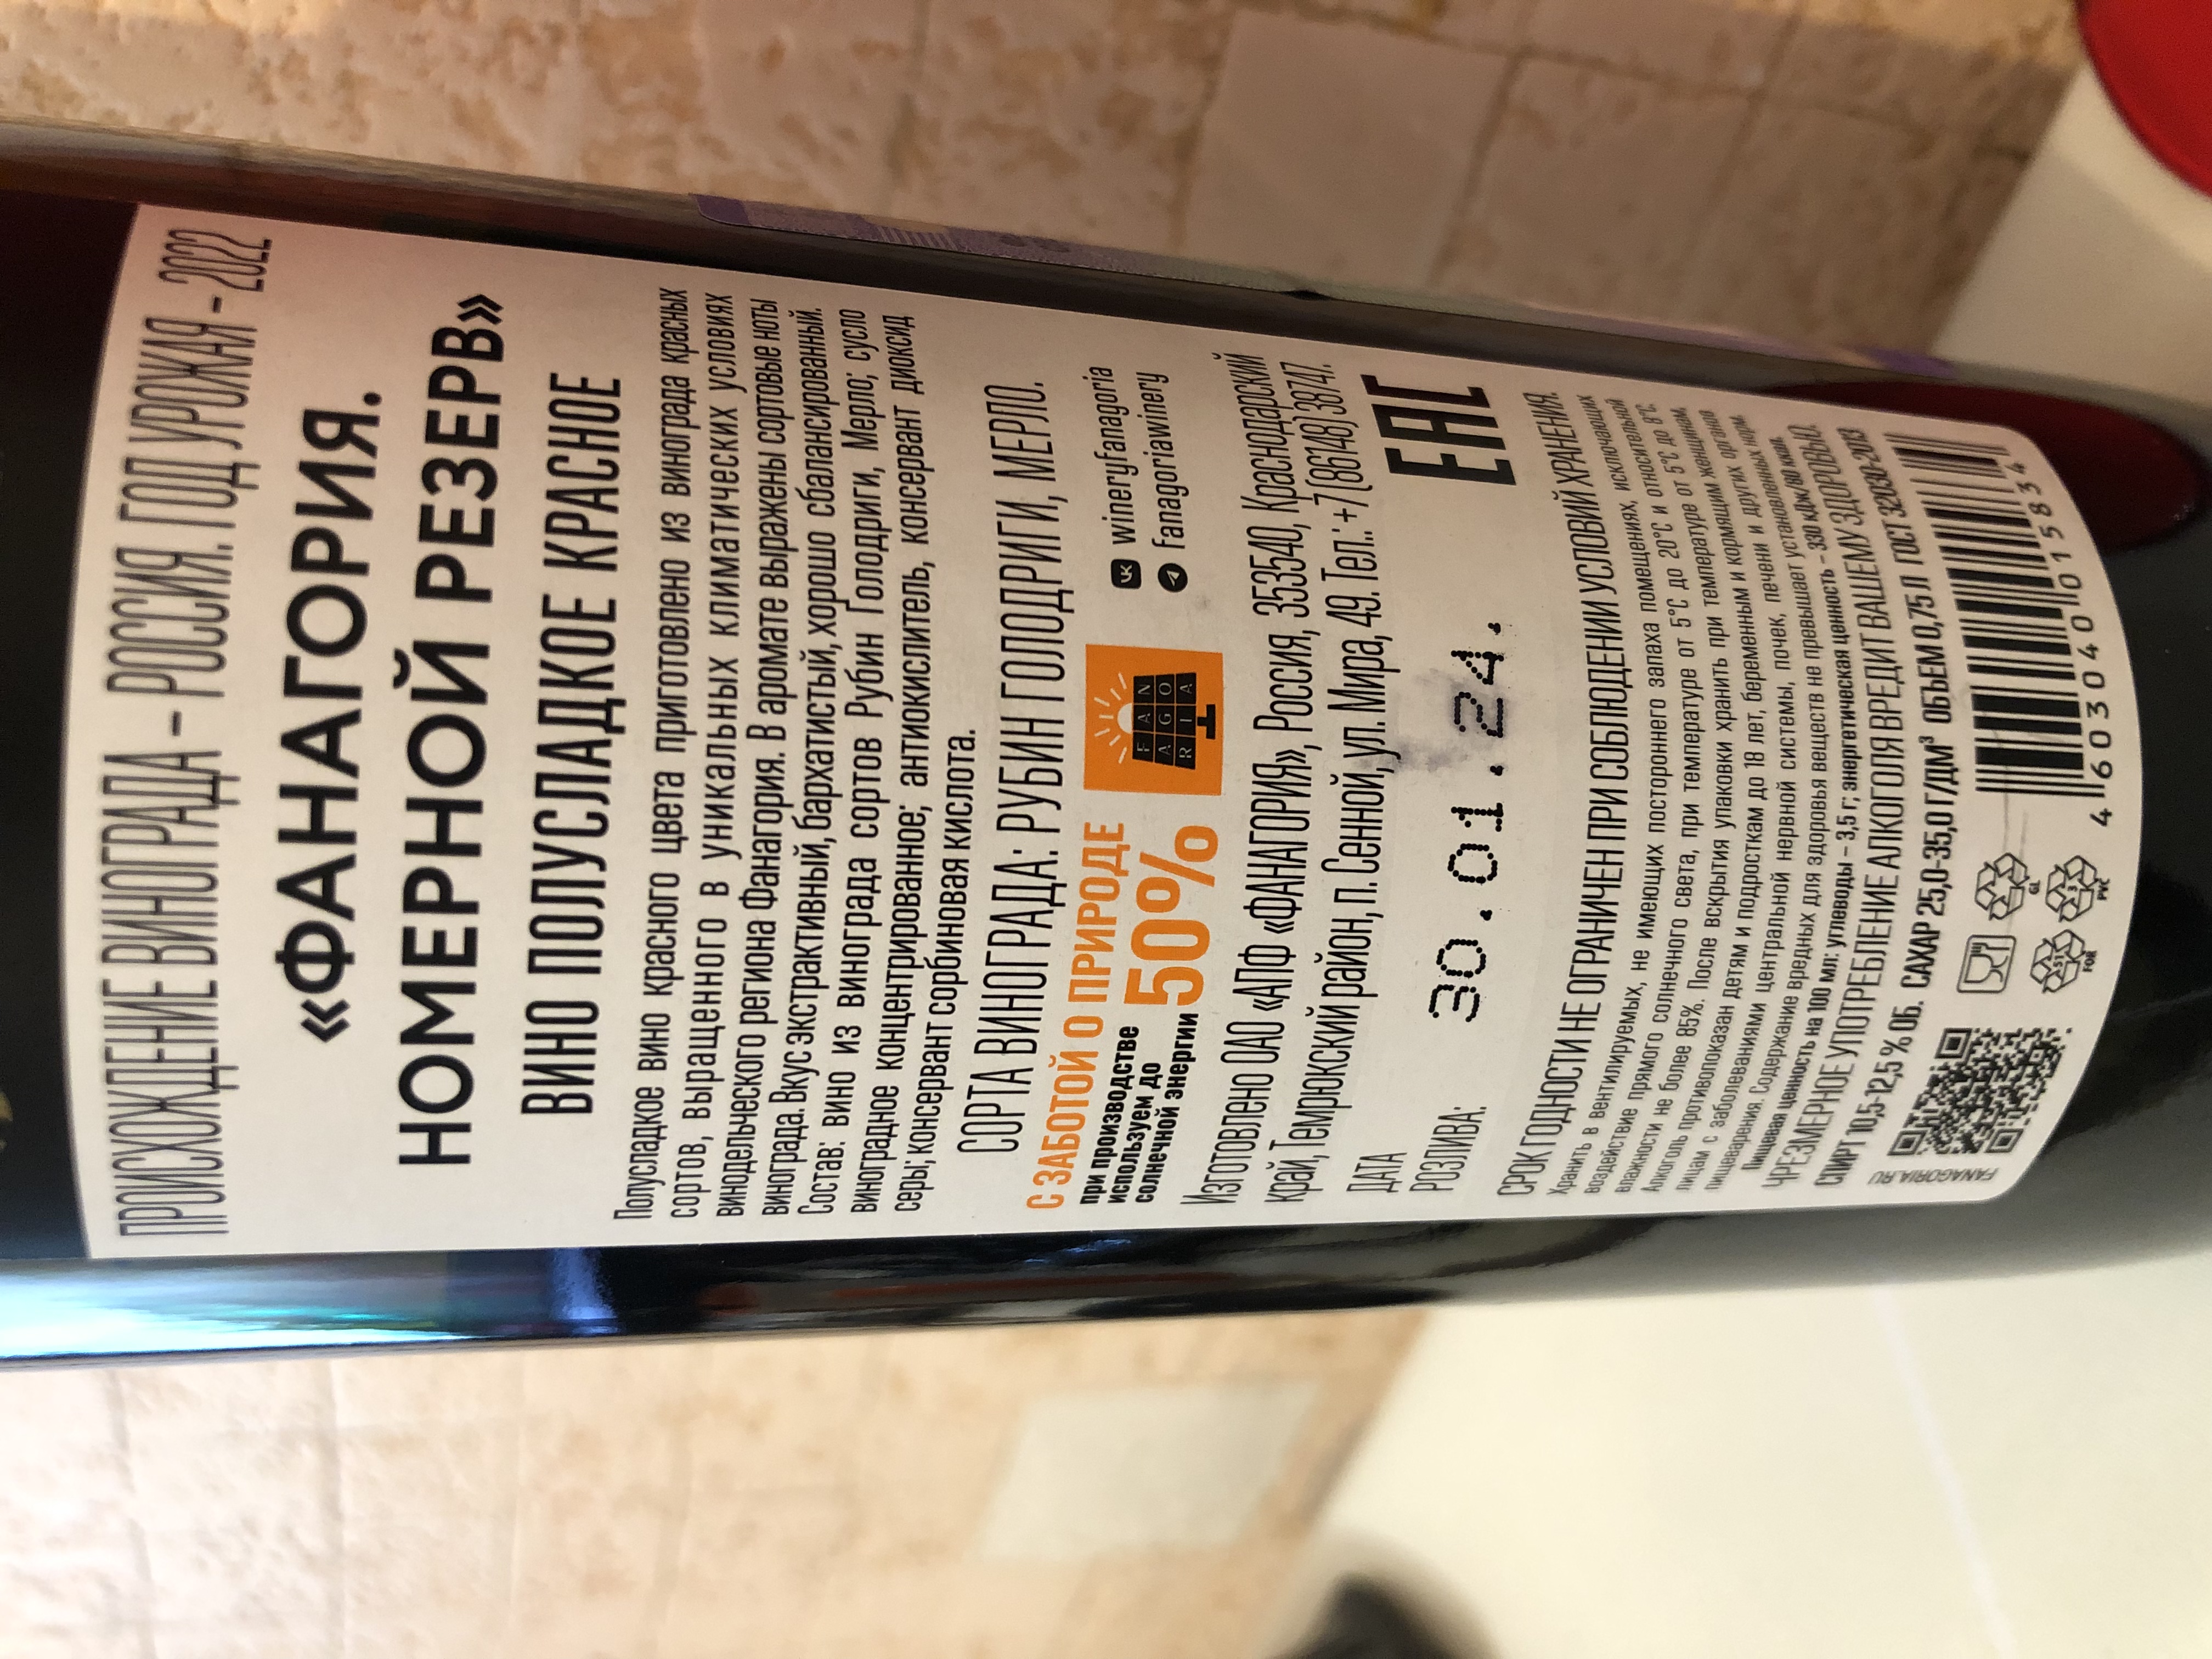 ПРОИСХОЖДЕНИЕ ВИНОГРАДА – РОССИЯ. ГОД УРОЖАЯ – 2022
«ФАНАГОРИЯ.
НОМЕРНОЙ РЕЗЕРВ»
ВИНО ПОЛУСЛАДКОЕ КРАСНОЕ
Полусладкое вино красного цвета приготовлено из винограда красных
сортов, выращенного в уникальных климатических условиях
винодельческого региона Фанагория. В аромате выражены сортовые ноты
винограда. Вкус экстрактивный, бархатистый, хорошо сбалансированный.
Состав: вино из винограда сортов Рубин Голодриги, Мерло; сусло
виноградное концентрированное; антиокислитель, консервант диоксид
серы; консервант сорбиновая кислота.
СОРТА ВИНОГРАДА: РУБИН ГОЛОДРИГИ, МЕРЛО.
С ЗАБОТОЙ О ПРИРОДЕ
при производстве
используем до
солнечной энергии 50%
FAN
AGO
RIA
wineryfanagoria
fanagoriawinery
Изготовлено ОАО «АПФ «ФАНАГОРИЯ», Россия, 353540, Краснодарский
край, Темрюкский район, п. Сенной, ул. Мира, 49. Тел.: +7 (86148) 38747.
ДАТА
РОЗЛИВА: 30.01.24.
EAC
СРОК ГОДНОСТИ НЕ ОГРАНИЧЕН ПРИ СОБЛЮДЕНИИ УСЛОВИЙ ХРАНЕНИЯ.
Хранить в вентилируемых, не имеющих постороннего запаха помещениях, исключающих
воздействие прямого солнечного света, при температуре от 5°С до 20°С и относительной
влажности не более 85%. После вскрытия упаковки хранить при температуре от 5°С до 8°С.
Алкоголь противопоказан детям и подросткам до 18 лет, беременным и кормящим женщинам,
лицам с заболеваниями центральной нервной системы, почек, печени и других органов
пищеварения. Содержание вредных для здоровья веществ не превышает установленных норм.
Пищевая ценность на 100 мл: углеводы – 3,5 г; энергетическая ценность – 330 кДж/80 ккал.
ЧРЕЗМЕРНОЕ УПОТРЕБЛЕНИЕ АЛКОГОЛЯ ВРЕДИТ ВАШЕМУ ЗДОРОВЬЮ.
СПИРТ 10,5-12,5 % ОБ. САХАР 25,0-35,0 Г/ДМ³ ОБЪЕМ 0,75 Л ГОСТ 32030-2013
FANAGORIA.RU
GL
51
FOR
3
PVC
4 603040 015834